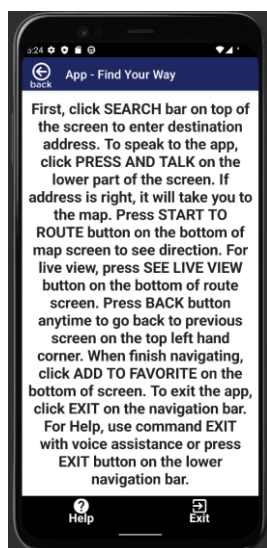 5:24
back
App - Find Your Way
First, click SEARCH bar on top of
the screen to enter destination
address. To speak to the app,
click PRESS AND TALK on the
lower part of the screen. If
address is right, it will take you to
the map. Press START TO
ROUTE button on the bottom of
map screen to see direction. For
live view, press SEE LIVE VIEW
button on the bottom of route
screen. Press BACK button
anytime to go back to previous
screen on the top left hand
corner. When finish navigating,
click ADD TO FAVORITE on the
bottom of screen. To exit the app,
click EXIT on the navigation bar.
For Help, use command EXIT
with voice assistance or press
EXIT button on the lower
navigation bar.
Help
Exit